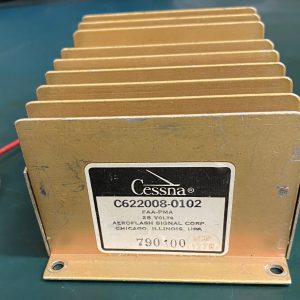 Cessna®
C622008-0102
FAA-PMA
28 VOLTS
AEROFLASH SIGNAL CORP.
CHICAGO, ILLINOIS, USA
790400